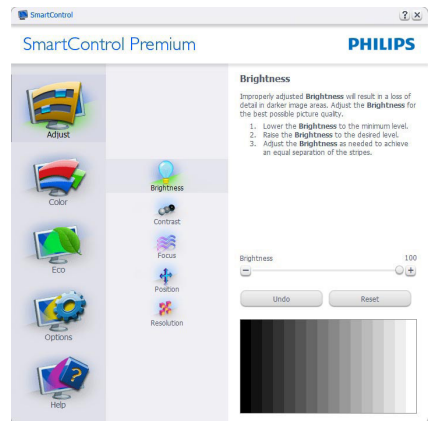 SmartControl
SmartControl Premium
PHILIPS
Adjust
Color
Eco
Options
Help
Brightness
Contrast
Focus
Position
Resolution
Brightness
Improperly adjusted Brightness will result in a loss of
detail in darker image areas. Adjust the Brightness for
the best possible picture quality.
1. Lower the Brightness to the minimum level.
2. Raise the Brightness to the desired level.
3. Adjust the Brightness as needed to achieve
an equal separation of the stripes.
Brightness 100
Undo Reset